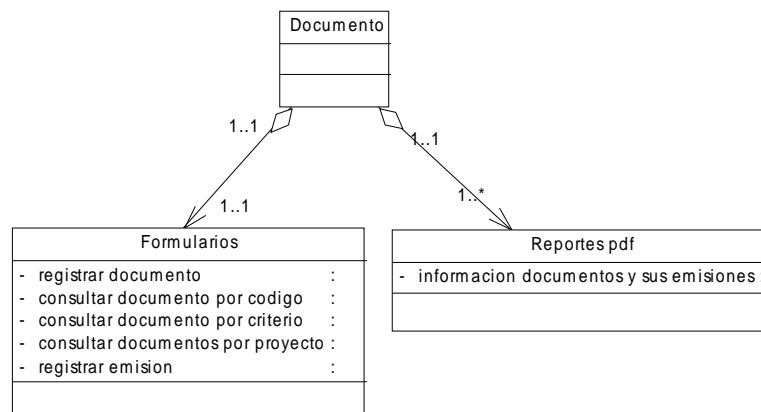 Documento
1..1
1..1
1..*
1..1
Formularios
- registrar documento :
- consultar documento por codigo :
- consultar documento por criterio :
- consultar documentos por proyecto :
- registrar emision :
Reportes pdf
- informacion documentos y sus emisiones :